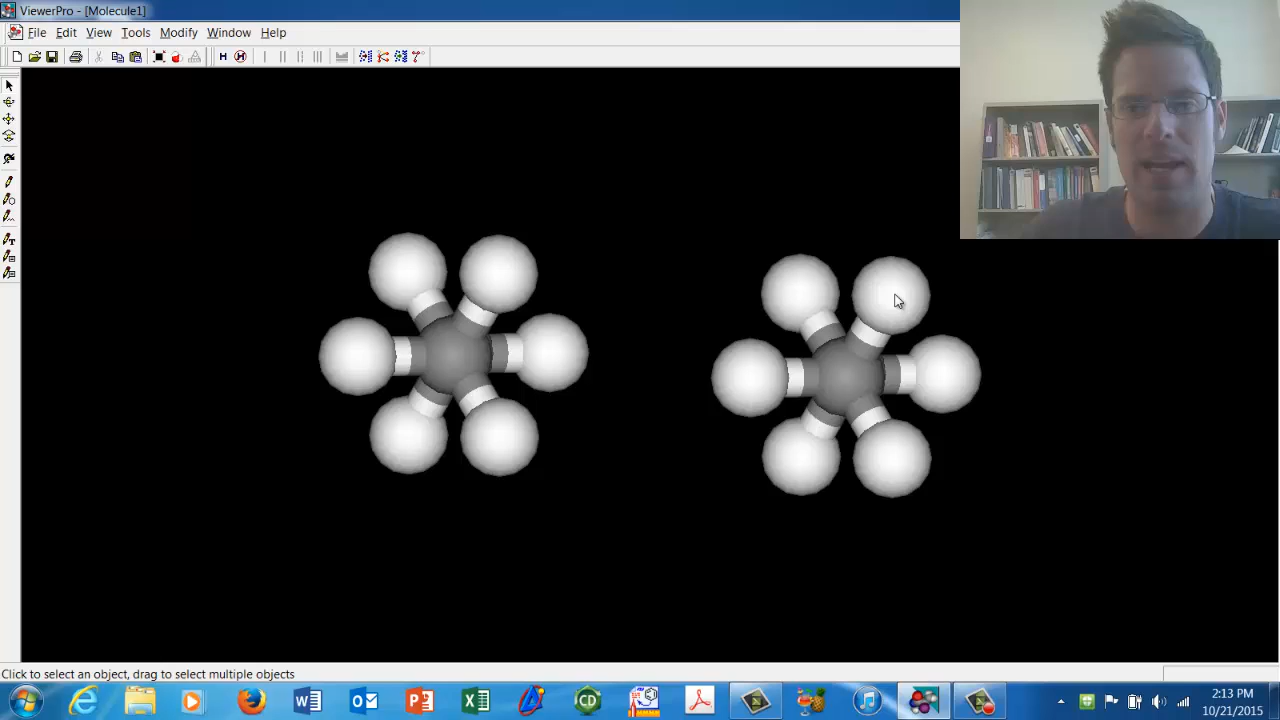 ViewerPro - [Molecule1]
File Edit View Tools Modify Window Help
H H
Click to select an object, drag to select multiple objects
2:13 PM
10/21/2015